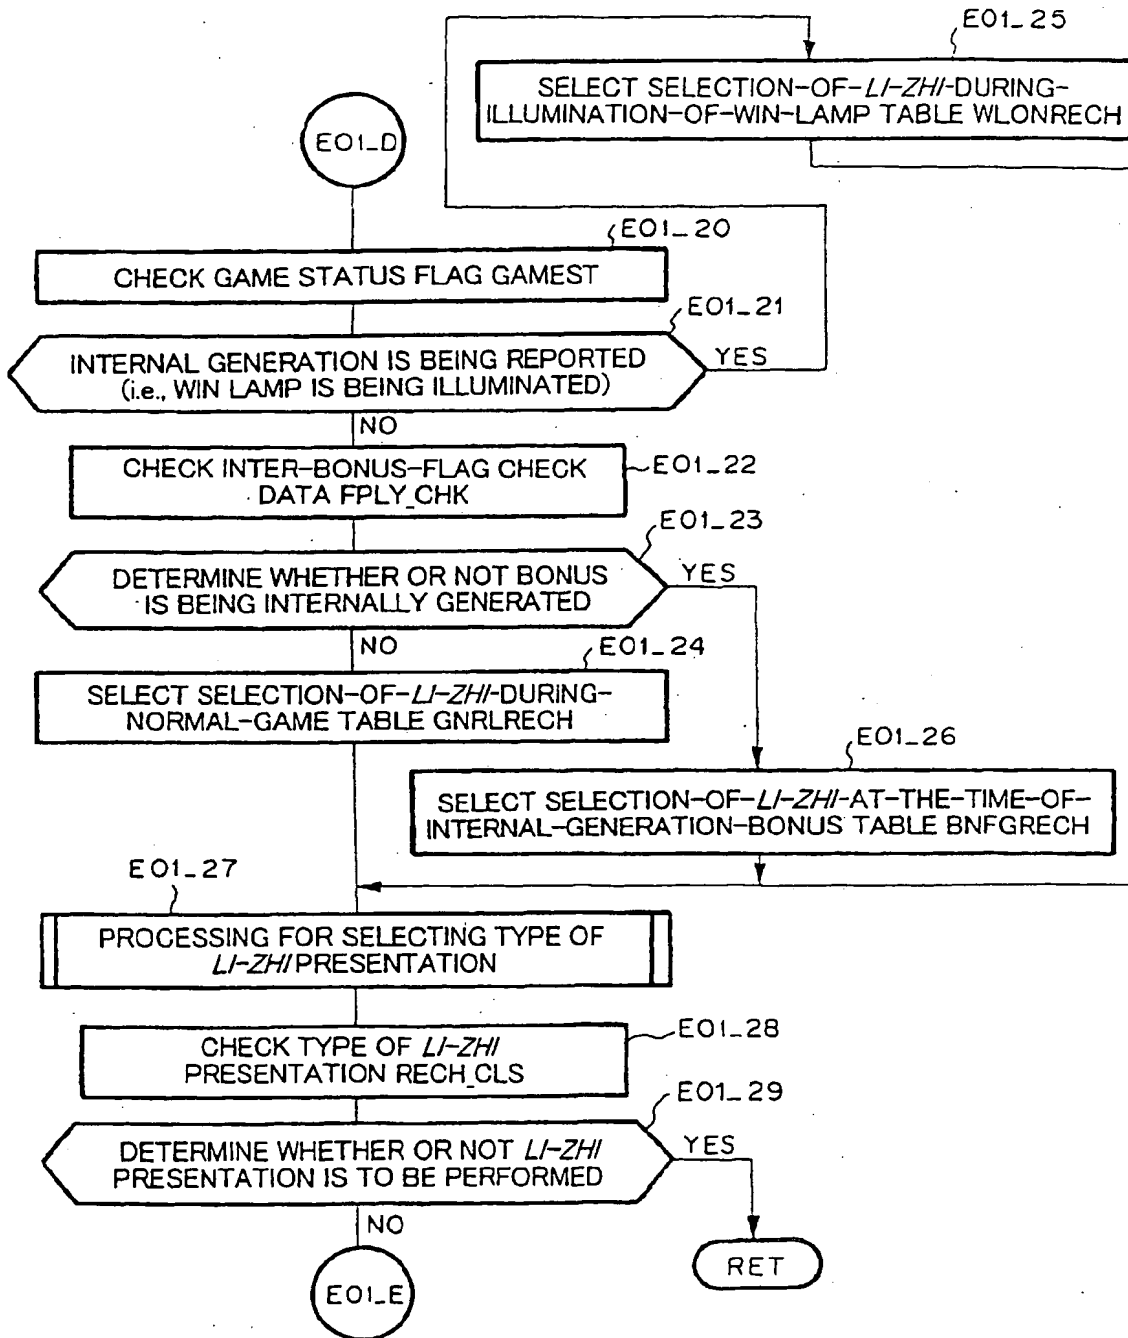 E01_25
SELECT SELECTION-OF-LI-ZHI-DURING-
ILLUMINATION-OF-WIN-LAMP TABLE WLONRECH
E01_D
E01_20
CHECK GAME STATUS FLAG GAMEST
E01_21
INTERNAL GENERATION IS BEING REPORTED
(i.e., WIN LAMP IS BEING ILLUMINATED)
YES
NO
CHECK INTER-BONUS-FLAG CHECK
DATA FPLY_CHK
E01_22
E01_23
DETERMINE WHETHER OR NOT BONUS
IS BEING INTERNALLY GENERATED
YES
NO
E01_24
SELECT SELECTION-OF-LI-ZHI-DURING-
NORMAL-GAME TABLE GNRLRECH
E01_26
SELECT SELECTION-OF-LI-ZHI-AT-THE-TIME-OF-
INTERNAL-GENERATION-BONUS TABLE BNFGRECH
E01_27
PROCESSING FOR SELECTING TYPE OF
LI-ZHI PRESENTATION
E01_28
CHECK TYPE OF LI-ZHI
PRESENTATION RECH_CLS
E01_29
DETERMINE WHETHER OR NOT LI-ZHI
PRESENTATION IS TO BE PERFORMED
YES
NO
RET
E01_E